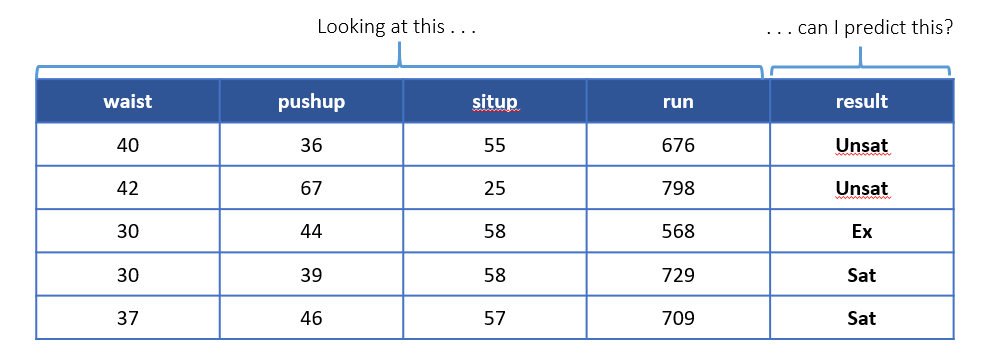 Looking at this . . .
. . . can I predict this?
waist pushup situp run result
40 36 55 676 Unsat
42 67 25 798 Unsat
30 44 58 568 Ex
30 39 58 729 Sat
37 46 57 709 Sat